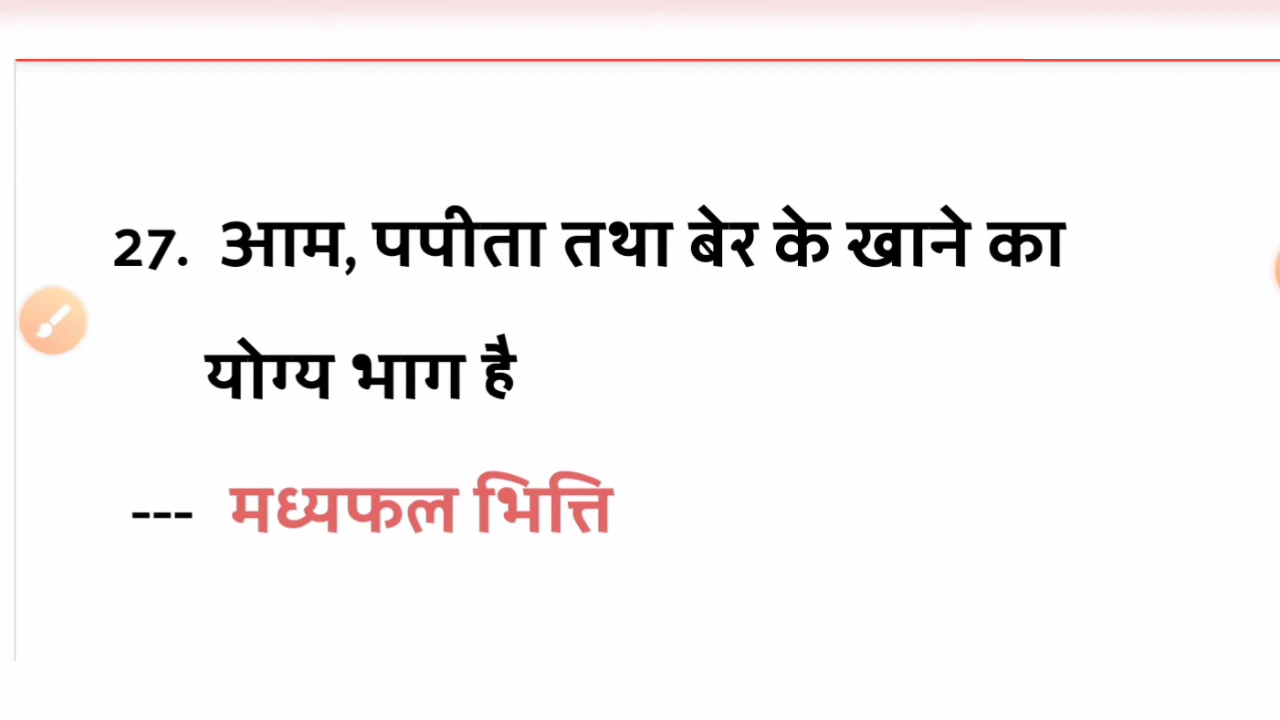 27. आम, पपीता तथा बेर के खाने का
योग्य भाग है
--- मध्यफल भित्ति